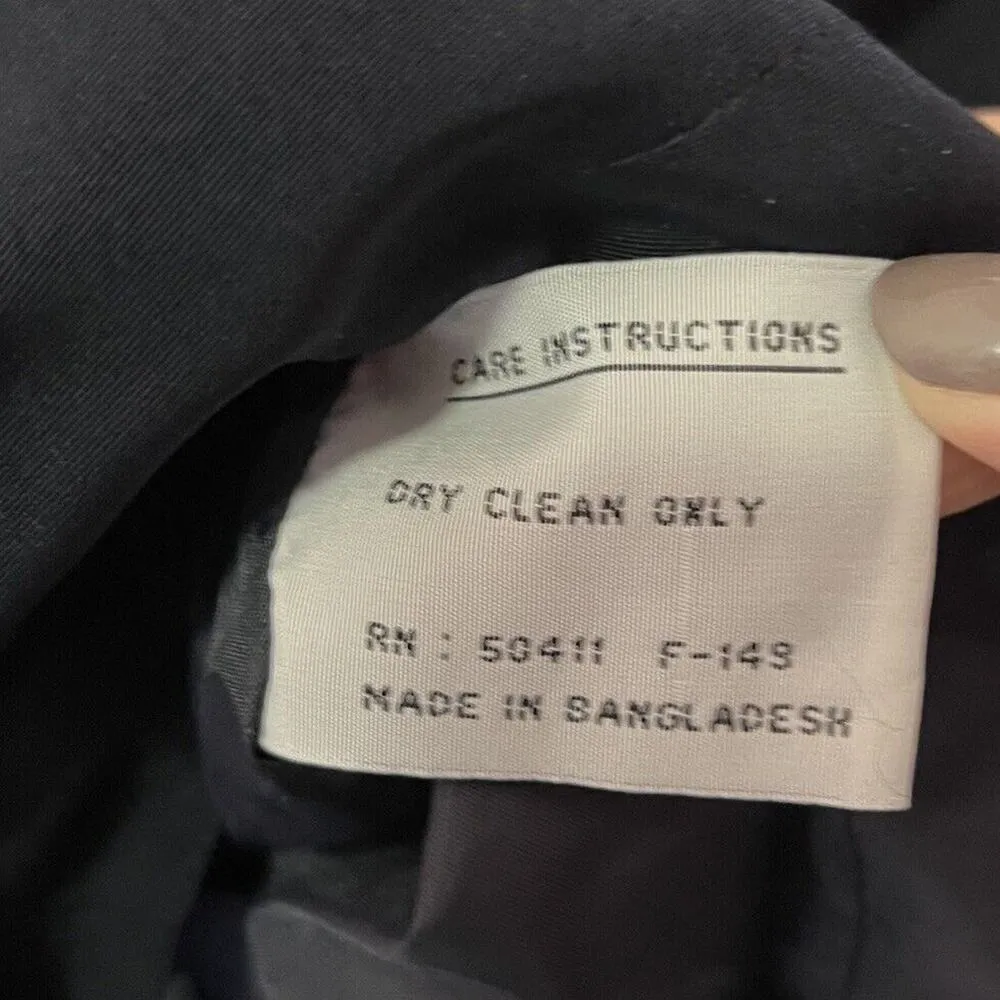 CARE INSTRUCTIONS
DRY CLEAN ONLY
RN : 50411 F-149
MADE IN BANGLADESH